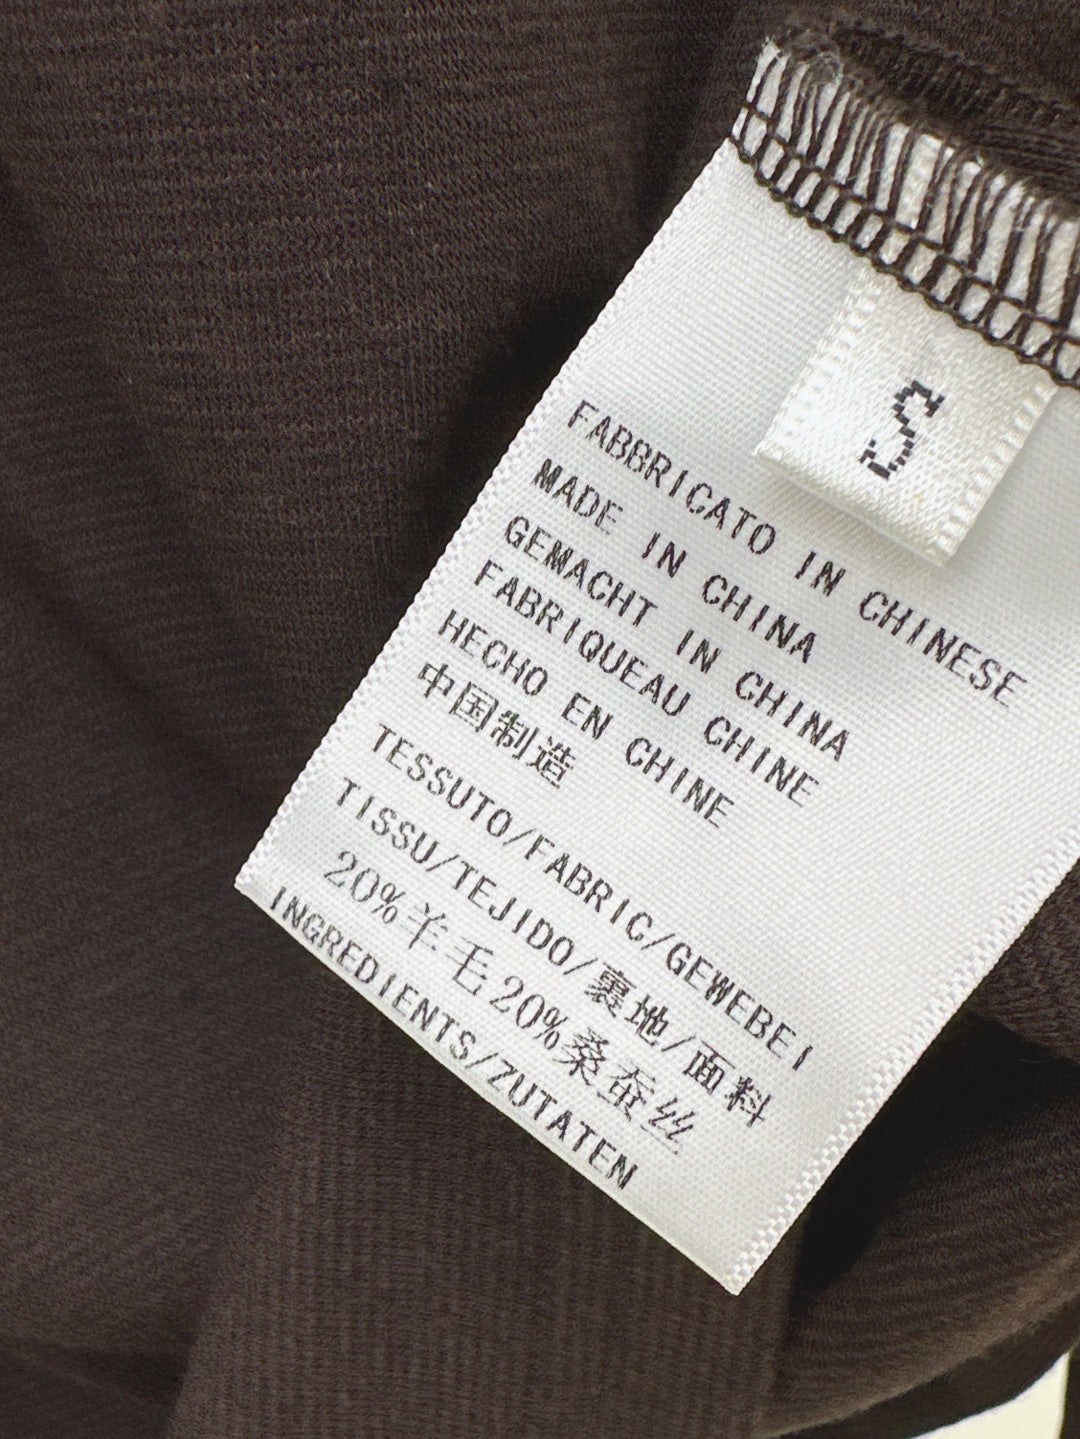 S
FABBRICATO IN CHINESE
MADE IN CHINA
GEMACHT IN CHINA
FABRIQUEAU CHINE
HECHO EN CHINE
中国制造
TESSUTO/FABRIC/GEWEBEI
TISSU/TEJIDO/裏地/面料
20%羊毛20%桑蚕丝
INGREDIENTS/ZUTATEN